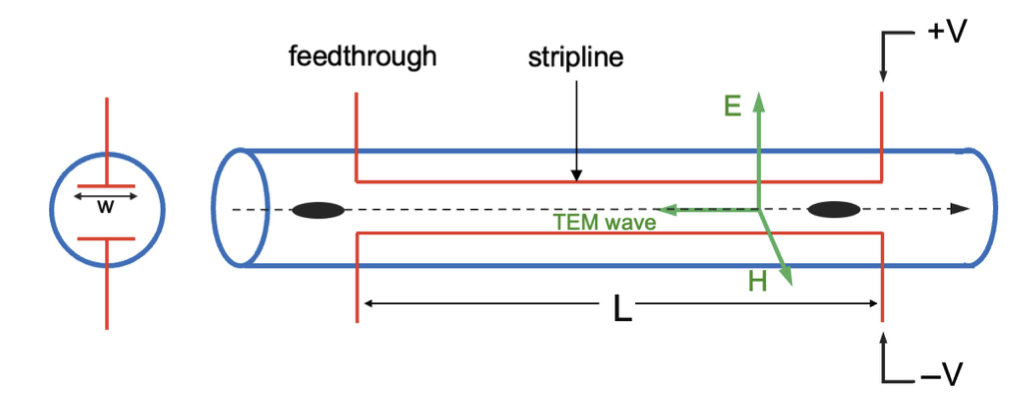 feedthrough
stripline
+V
E
w
TEM wave
H
L
–V